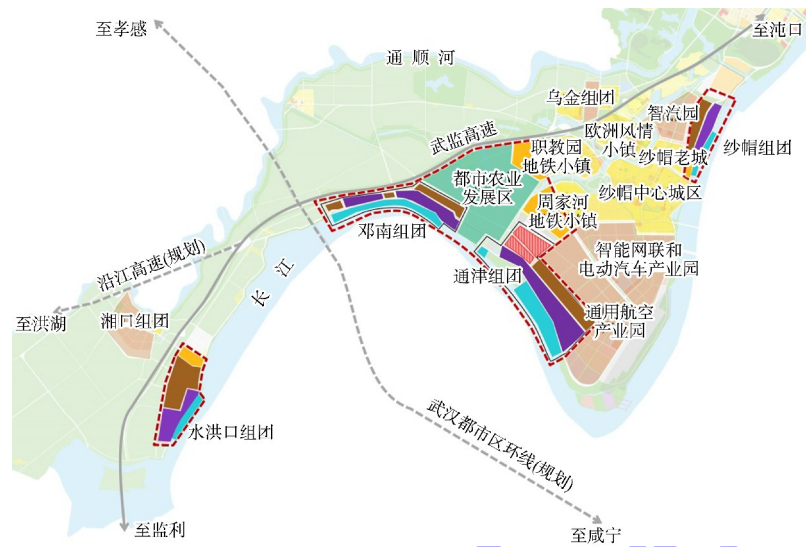 至孝感
至沌口
通顺河
乌金组团
智汽园
武监高速
欧洲风情
小镇
职教园
地铁小镇
纱帽老城
纱帽组团
都市农业
发展区
纱帽中心城区
周家河
地铁小镇
邓南组团
智能网联和
电动汽车产业园
通津组团
沿江高速(规划)
长江
通用航空
产业园
至洪湖
湘口组团
武汉都市区环线(规划)
水洪口组团
至监利
至咸宁